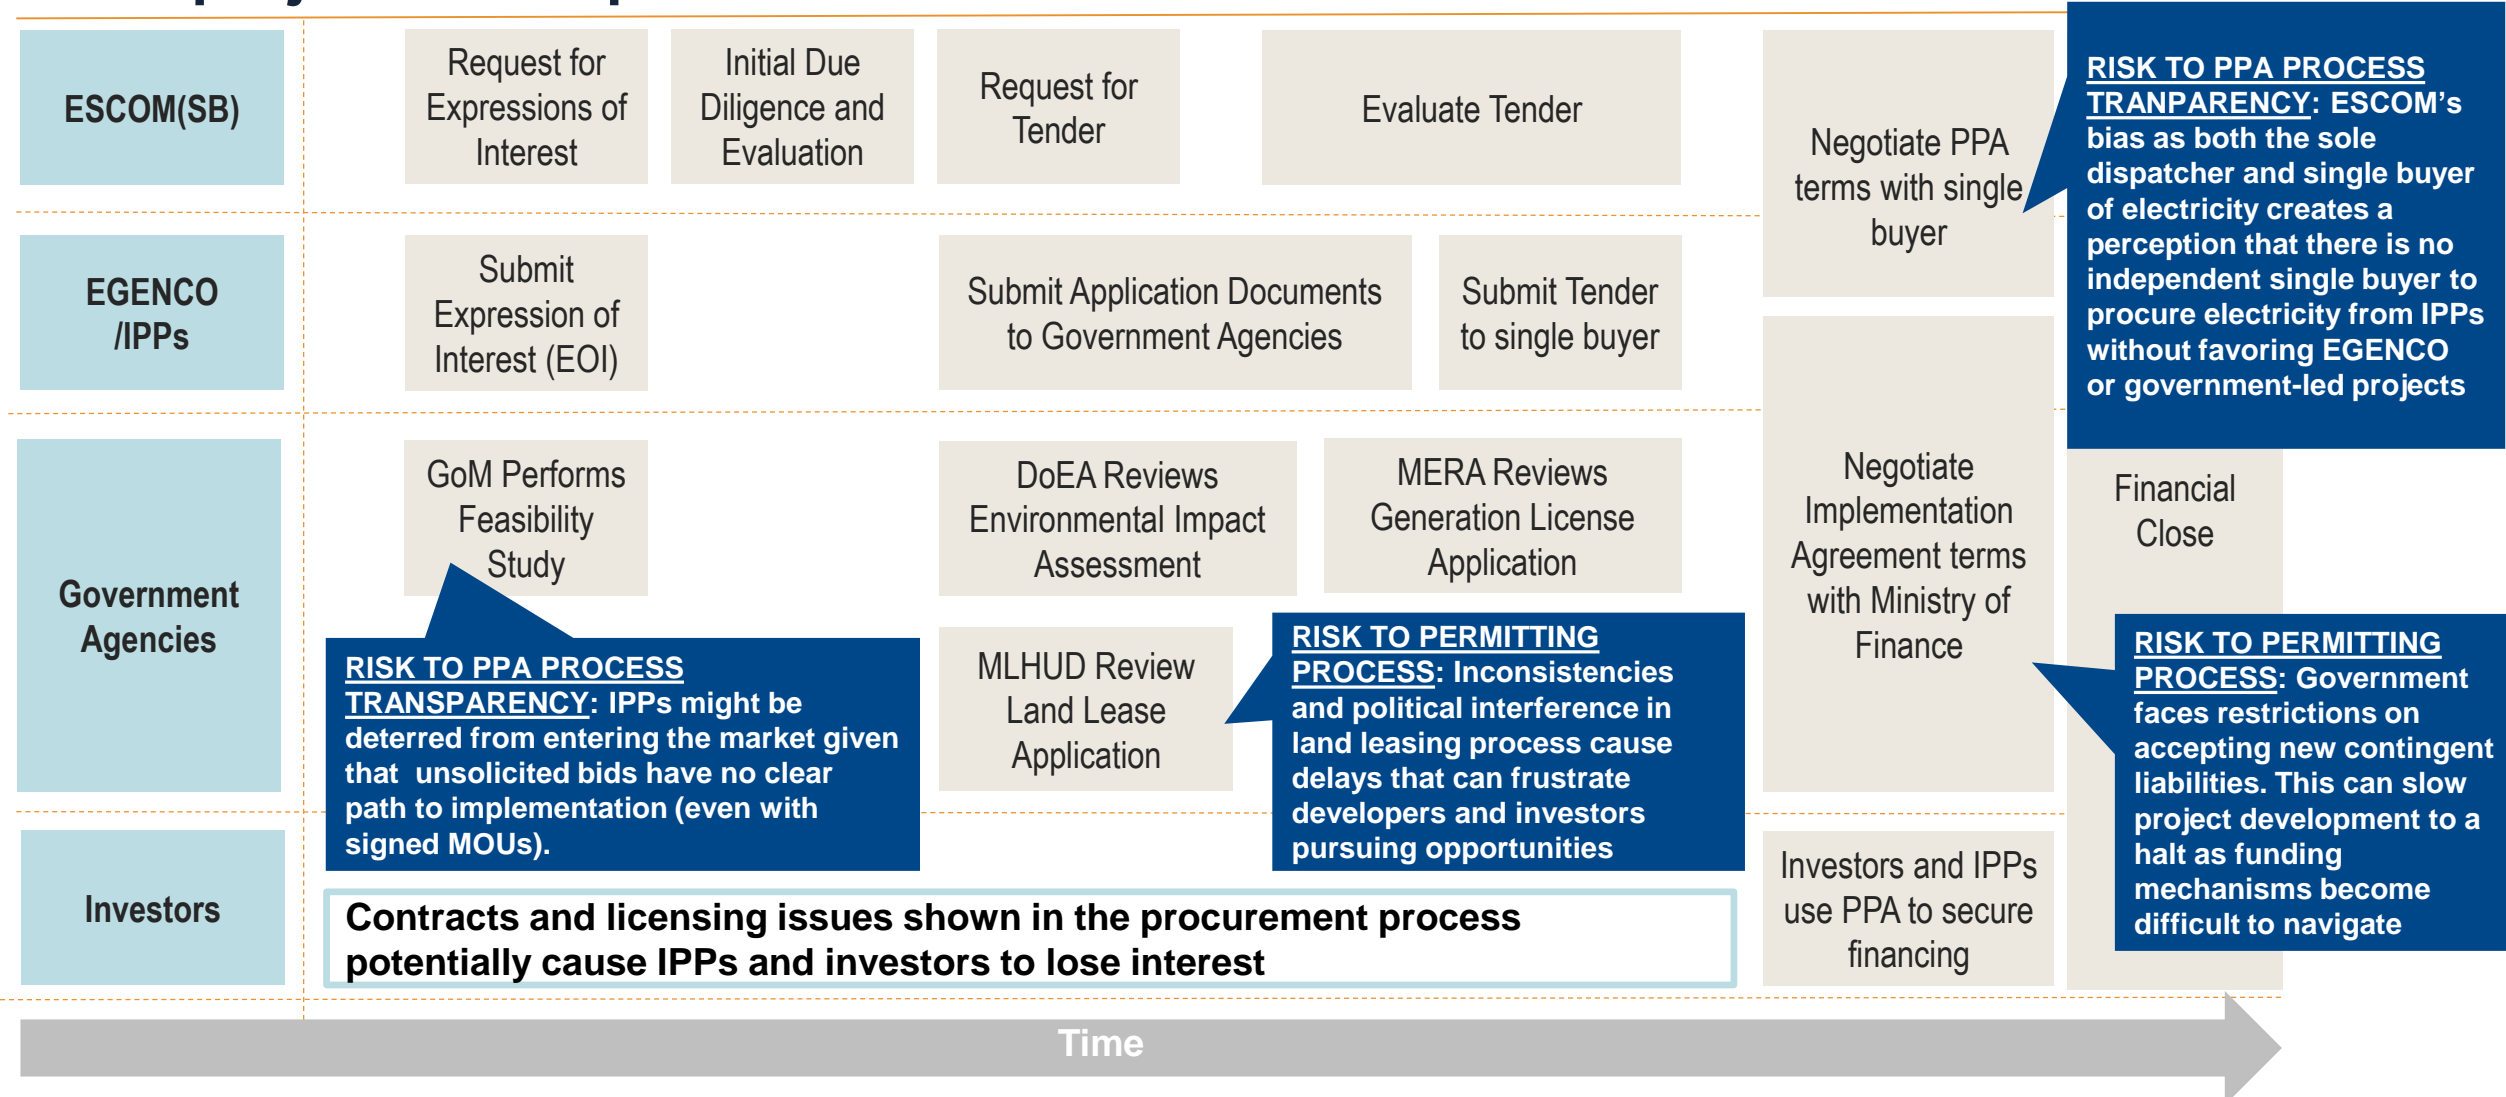 ESCOM(SB)
Request for
Expressions of
Interest
Initial Due
Diligence and
Evaluation
Request for
Tender
Evaluate Tender
Negotiate PPA
terms with single
buyer
RISK TO PPA PROCESS
TRANPARENCY: ESCOM’s
bias as both the sole
dispatcher and single buyer
of electricity creates a
perception that there is no
independent single buyer to
procure electricity from IPPs
without favoring EGENCO
or government-led projects
EGENCO
/IPPs
Submit
Expression of
Interest (EOI)
Submit Application Documents
to Government Agencies
Submit Tender
to single buyer
Government
Agencies
GoM Performs
Feasibility
Study
DoEA Reviews
Environmental Impact
Assessment
MERA Reviews
Generation License
Application
Negotiate
Implementation
Agreement terms
with Ministry of
Finance
Financial
Close
RISK TO PPA PROCESS
TRANSPARENCY: IPPs might be
deterred from entering the market given
that  unsolicited bids have no clear
path to implementation (even with
signed MOUs).
MLHUD Review
Land Lease
Application
RISK TO PERMITTING
PROCESS: Inconsistencies
and political interference in
land leasing process cause
delays that can frustrate
developers and investors
pursuing opportunities
RISK TO PERMITTING
PROCESS: Government
faces restrictions on
accepting new contingent
liabilities. This can slow
project development to a
halt as funding
mechanisms become
difficult to navigate
Investors
Contracts and licensing issues shown in the procurement process
potentially cause IPPs and investors to lose interest
Investors and IPPs
use PPA to secure
financing
Time